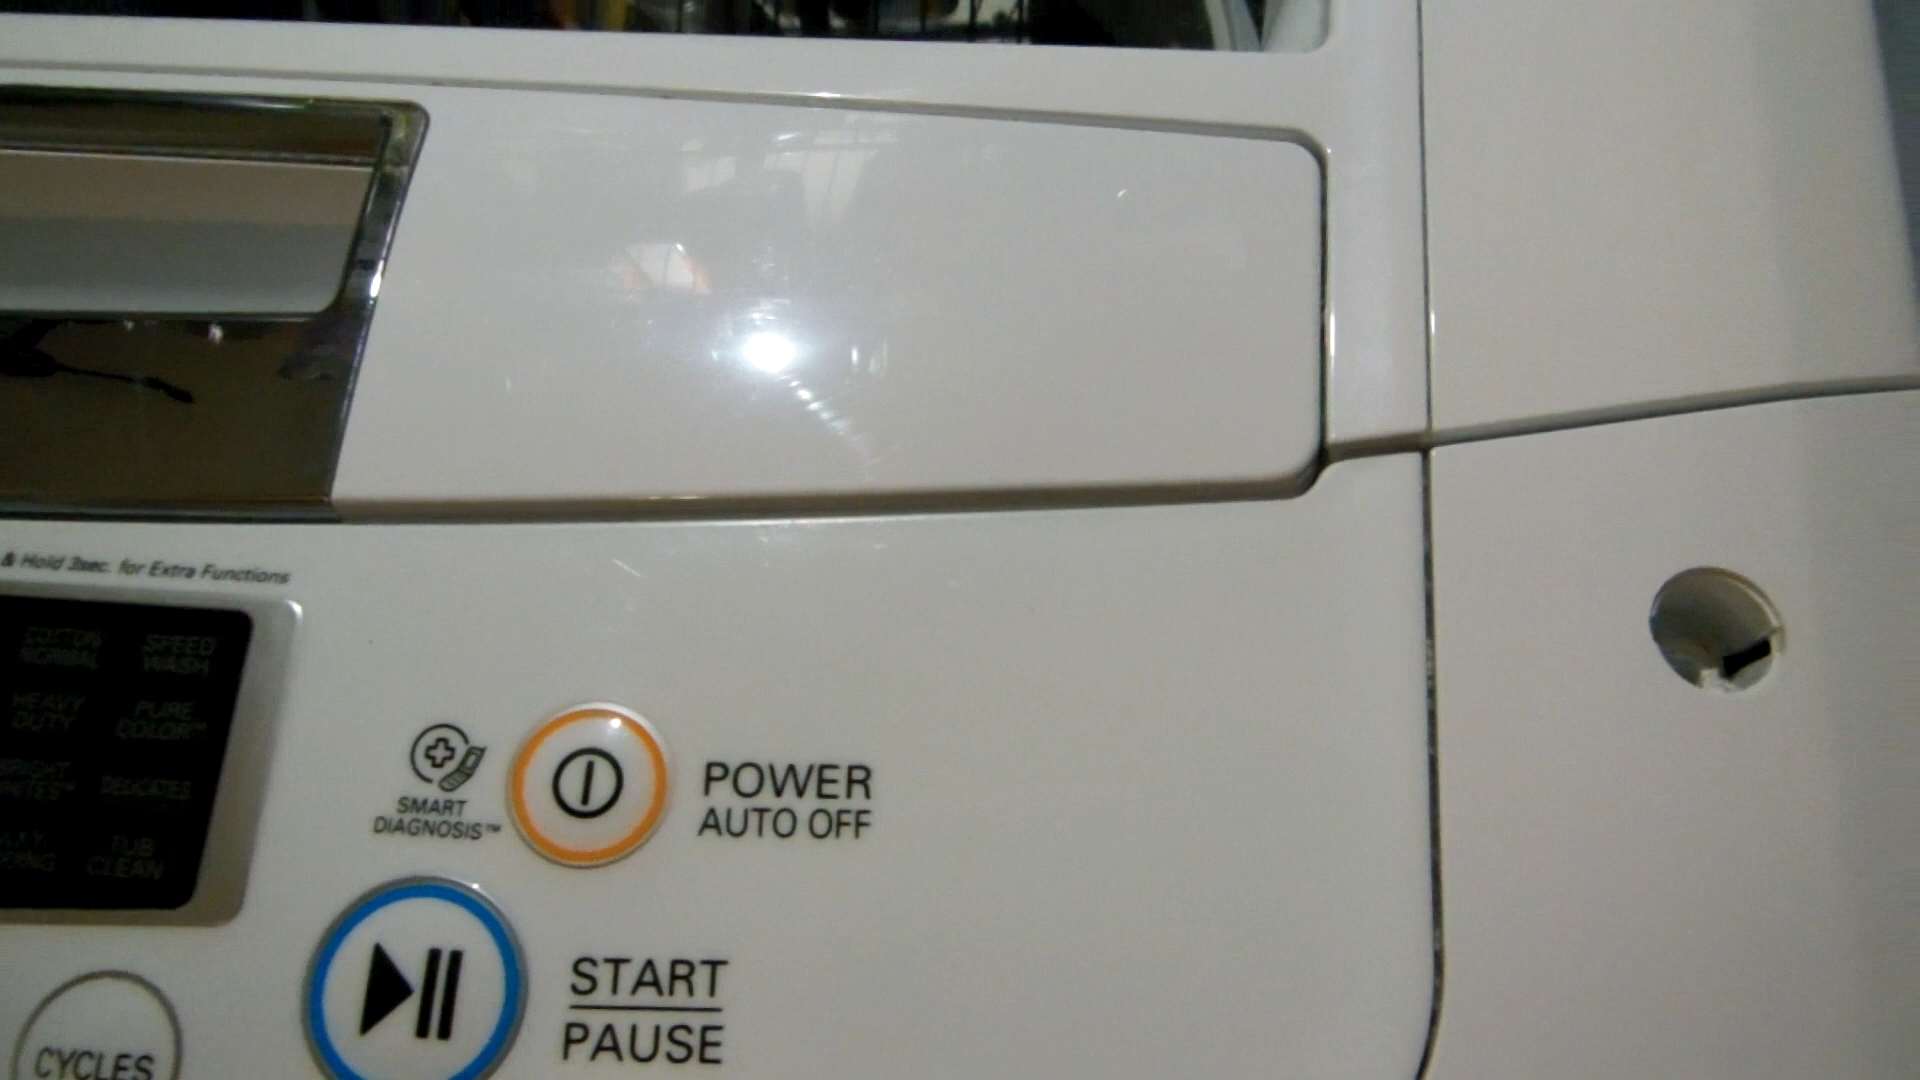 & Hold 3sec. for Extra Functions
COTTON SPEED
NORMAL WASH
HEAVY PURE
DUTY COLOR™
DELICATES
TUB
CLEAN
SMART
DIAGNOSIS™
POWER
AUTO OFF
START
PAUSE
CYCLES